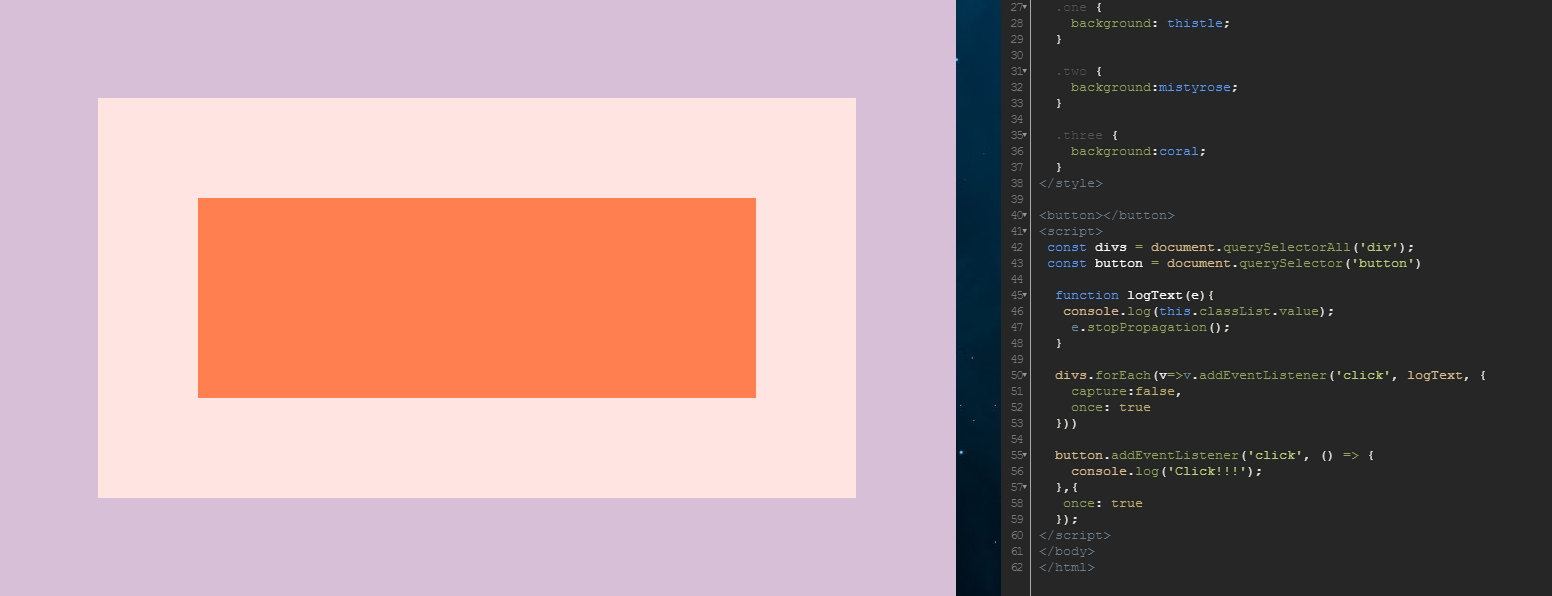 27▾ .one {
28 background: thistle;
29 }
30
31▾ .two {
32 background:mistyrose;
33 }
34
35▾ .three {
36 background:coral;
37 }
38 </style>
39
40▾ <button></button>
41▾ <script>
42 const divs = document.querySelectorAll('div');
43 const button = document.querySelector('button')
44
45▾ function logText(e){
46 console.log(this.classList.value);
47 e.stopPropagation();
48 }
49
50▾ divs.forEach(v=>v.addEventListener('click', logText, {
51 capture:false,
52 once: true
53 }))
54
55▾ button.addEventListener('click', () => {
56 console.log('Click!!!');
57▾ },{
58 once: true
59 });
60 </script>
61 </body>
62 </html>